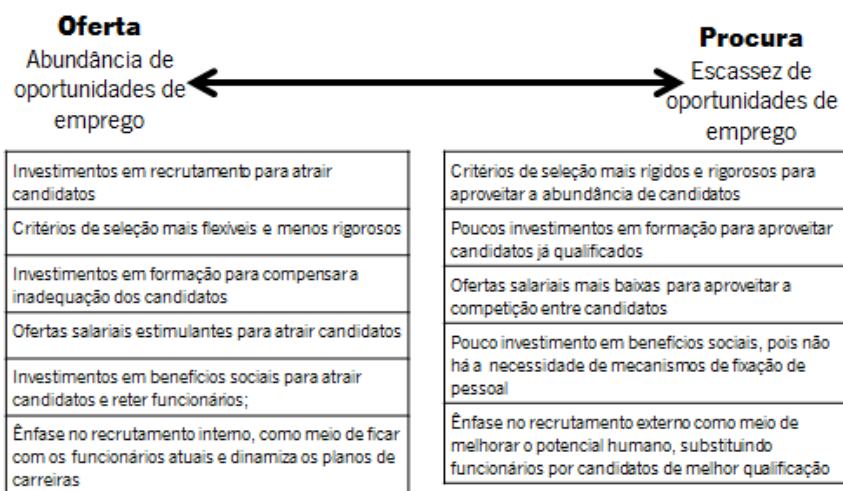 Oferta
Abundância de
oportunidades de
emprego
Procura
Escassez de
oportunidades de
emprego
Investimentos em recrutamento para atrair
candidatos
Critérios de seleção mais flexíveis e menos rigorosos
Investimentos em formação para compensar a
inadequação dos candidatos
Ofertas salariais estimulantes para atrair candidatos
Investimentos em benefícios sociais para atrair
candidatos e reter funcionários;
Ênfase no recrutamento interno, como meio de ficar
com os funcionários atuais e dinamiza os planos de
carreiras
Critérios de seleção mais rígidos e rigorosos para
aproveitar a abundância de candidatos
Poucos investimentos em formação para aproveitar
candidatos já qualificados
Ofertas salariais mais baixas para aproveitar a
competição entre candidatos
Pouco investimento em benefícios sociais, pois não
há a necessidade de mecanismos de fixação de
pessoal
Ênfase no recrutamento externo como meio de
melhorar o potencial humano, substituindo
funcionários por candidatos de melhor qualificação